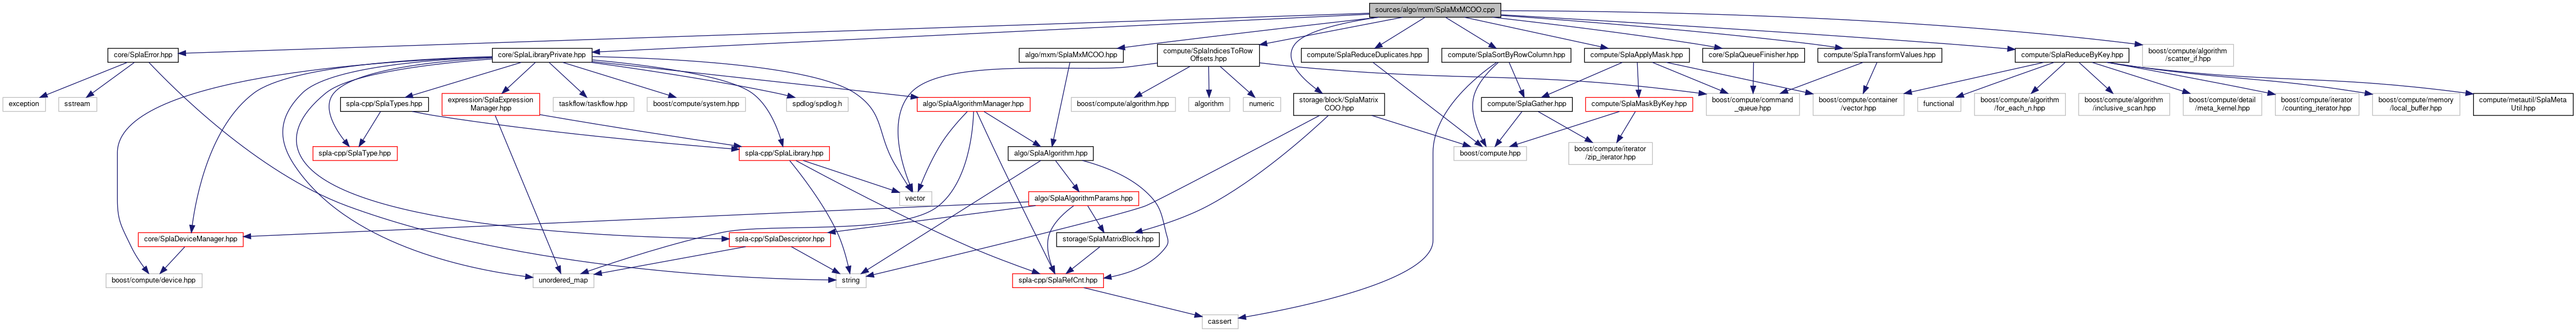 sources/algo/mxm/SplaMxMCOO.cpp
core/SplaError.hpp
core/SplaLibraryPrivate.hpp
algo/mxm/SplaMxMCOO.hpp
compute/SplaIndicesToRow
Offsets.hpp
compute/SplaReduceDuplicates.hpp
compute/SplaSortByRowColumn.hpp
compute/SplaApplyMask.hpp
core/SplaQueueFinisher.hpp
compute/SplaTransformValues.hpp
compute/SplaReduceByKey.hpp
boost/compute/algorithm
/scatter_if.hpp
exception
sstream
spla-cpp/SplaTypes.hpp
expression/SplaExpression
Manager.hpp
taskflow/taskflow.hpp
boost/compute/system.hpp
spdlog/spdlog.h
algo/SplaAlgorithmManager.hpp
boost/compute/algorithm.hpp
algorithm
numeric
storage/block/SplaMatrix
COO.hpp
compute/SplaGather.hpp
compute/SplaMaskByKey.hpp
boost/compute/command
_queue.hpp
boost/compute/container
/vector.hpp
functional
boost/compute/algorithm
/for_each_n.hpp
boost/compute/algorithm
/inclusive_scan.hpp
boost/compute/detail
/meta_kernel.hpp
boost/compute/iterator
/counting_iterator.hpp
boost/compute/memory
/local_buffer.hpp
compute/metautil/SplaMeta
Util.hpp
spla-cpp/SplaType.hpp
spla-cpp/SplaLibrary.hpp
algo/SplaAlgorithm.hpp
boost/compute.hpp
boost/compute/iterator
/zip_iterator.hpp
vector
algo/SplaAlgorithmParams.hpp
core/SplaDeviceManager.hpp
spla-cpp/SplaDescriptor.hpp
storage/SplaMatrixBlock.hpp
boost/compute/device.hpp
unordered_map
string
spla-cpp/SplaRefCnt.hpp
cassert